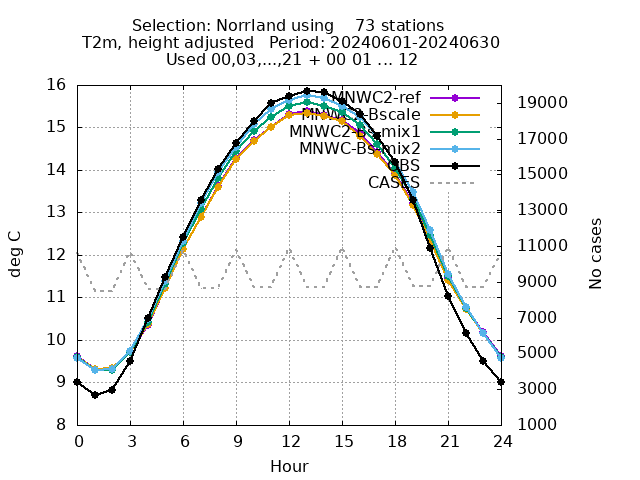 Selection: Norrland using 73 stations
T2m, height adjusted Period: 20240601-20240630
Used 00,03,...,21 + 00 01 ... 12
MNWC2-ref
MNWC2-Bscale
MNWC2-Bs-mix1
MNWC-Bs-mix2
OBS
CASES
16
15
14
13
12
11
10
9
8
deg C
19000
17000
15000
13000
11000
9000
7000
5000
3000
1000
No cases
0 3 6 9 12 15 18 21 24
Hour